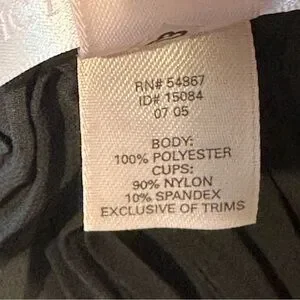 RN# 54867
ID# 15084
07 05
BODY:
100% POLYESTER
CUPS:
90% NYLON
10% SPANDEX
EXCLUSIVE OF TRIMS